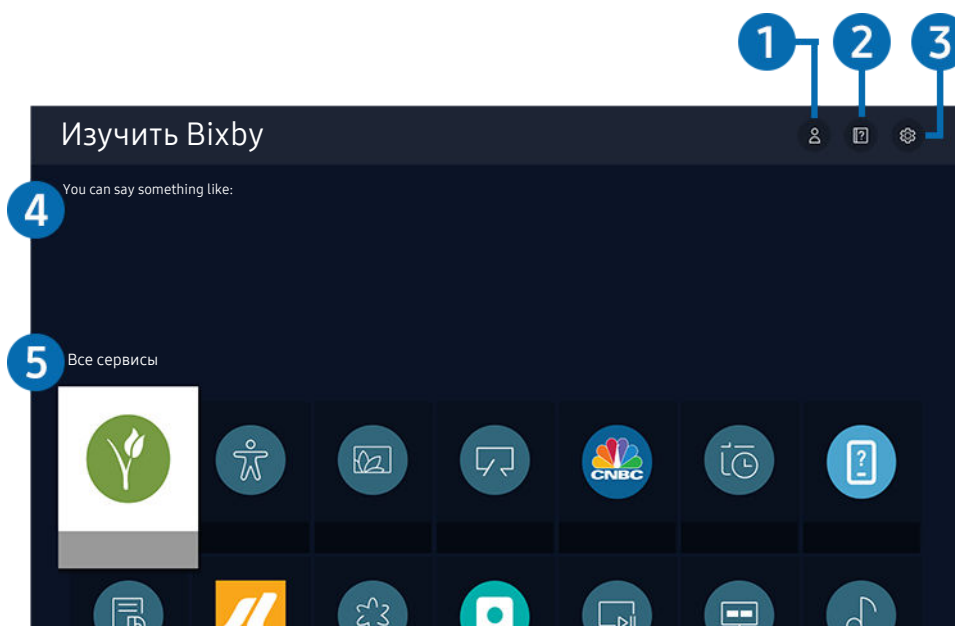 1 2 3
Изучить Bixby
4 You can say something like:
5 Все сервисы
CNBC